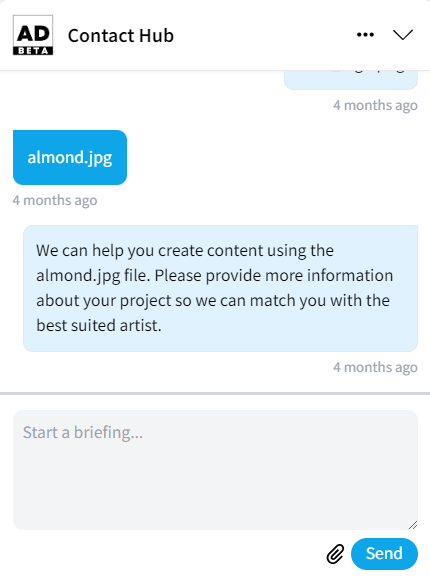 AD
BETA
Contact Hub
4 months ago
almond.jpg
4 months ago
We can help you create content using the
almond.jpg file. Please provide more information
about your project so we can match you with the
best suited artist.
4 months ago
Start a briefing...
Send